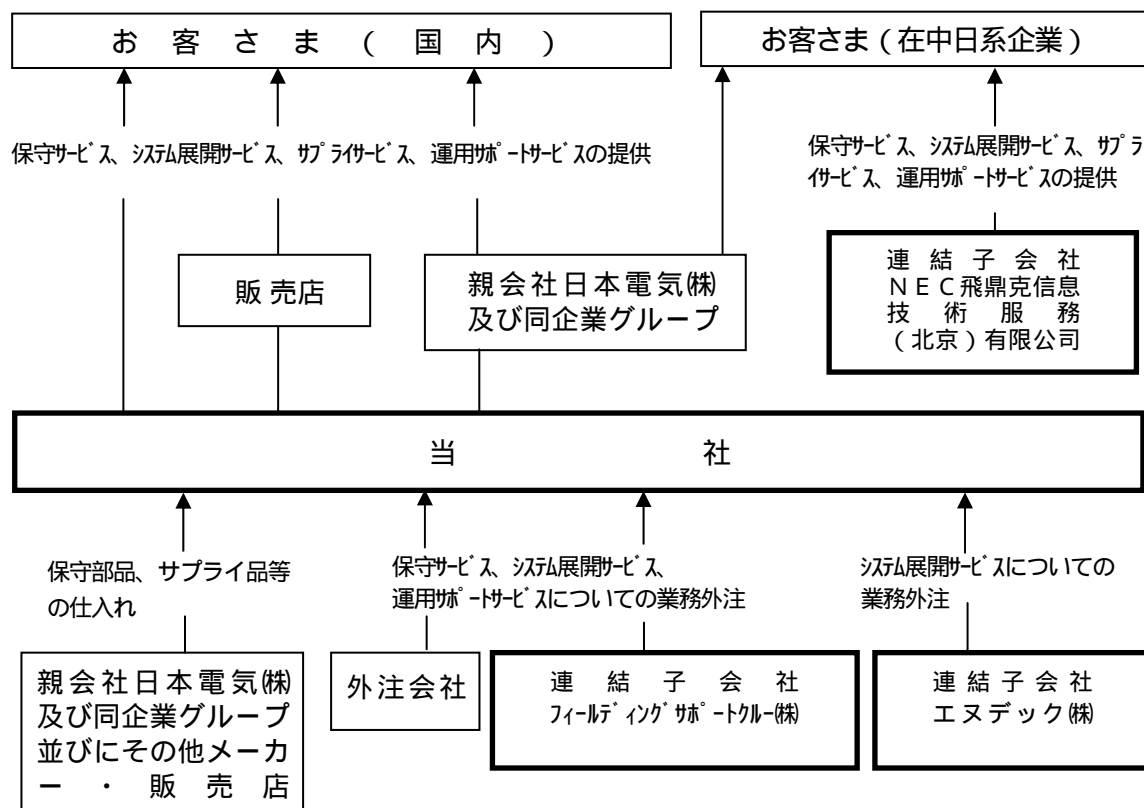 お客さま(国内)
お客さま(在中日系企業)
保守ｻｰﾋﾞｽ、ｼｽﾃﾑ展開ｻｰﾋﾞｽ、ｻﾌﾟﾗｲｻｰﾋﾞｽ、運用ｻﾎﾟｰﾄｻｰﾋﾞｽの提供
保守ｻｰﾋﾞｽ、ｼｽﾃﾑ展開ｻｰﾋﾞｽ、ｻﾌﾟﾗ
ｲｻｰﾋﾞｽ、運用ｻﾎﾟｰﾄｻｰﾋﾞｽの提供
販売店
親会社日本電気㈱
及び同企業グループ
連結子会社
ＮＥＣ飛鼎克信息
技術服務
(北京)有限公司
当社
保守部品、サプライ品等
の仕入れ
保守ｻｰﾋﾞｽ、ｼｽﾃﾑ展開ｻｰﾋﾞｽ、
運用ｻﾎﾟｰﾄｻｰﾋﾞｽについての業務外注
ｼｽﾃﾑ展開ｻｰﾋﾞｽについての
業務外注
親会社日本電気㈱
及び同企業グループ
並びにその他メーカ
ー・販売店
外注会社
連結子会社
ﾌｨｰﾙﾃﾞｨﾝｸﾞｻﾎﾟｰﾄｸﾙｰ㈱
連結子会社
エヌデック㈱